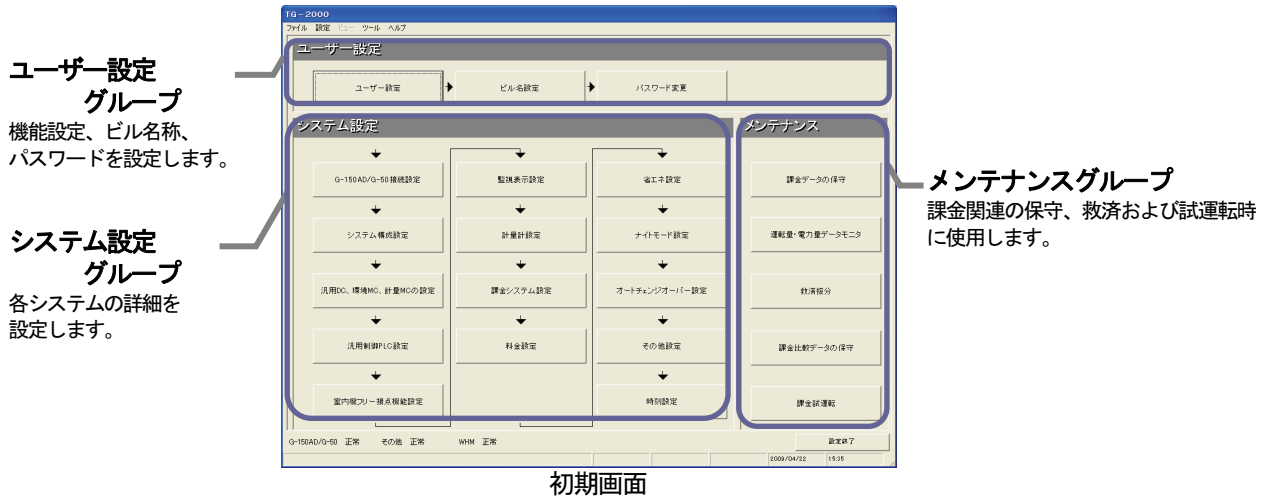 TG-2000
ファイル 設定 ビュー ツール ヘルプ
ユーザー設定
ユーザー設定 ビル名設定 パスワード変更
ユーザー設定
グループ
機能設定、ビル名称、
パスワードを設定します。
システム設定
グループ
各システムの詳細を
設定します。
システム設定
G-150AD/G-50接続設定 監視表示設定 省エネ設定
システム構成設定 計量計設定 ナイトモード設定
汎用DC、環境MC、計量MCの設定 課金システム設定 オートチェンジオーバー設定
汎用制御PLC設定 料金設定 その他設定
室内機フリー接点機能設定 時刻設定
メンテナンス
課金データの保守
運転量・電力量データモニタ
救済按分
課金比較データの保守
課金試運転
メンテナンスグループ
課金関連の保守、救済および試運転時
に使用します。
G-150AD/G-50 正常 その他 正常 WHM 正常
設定終了
2009/04/22 15:35
初期画面